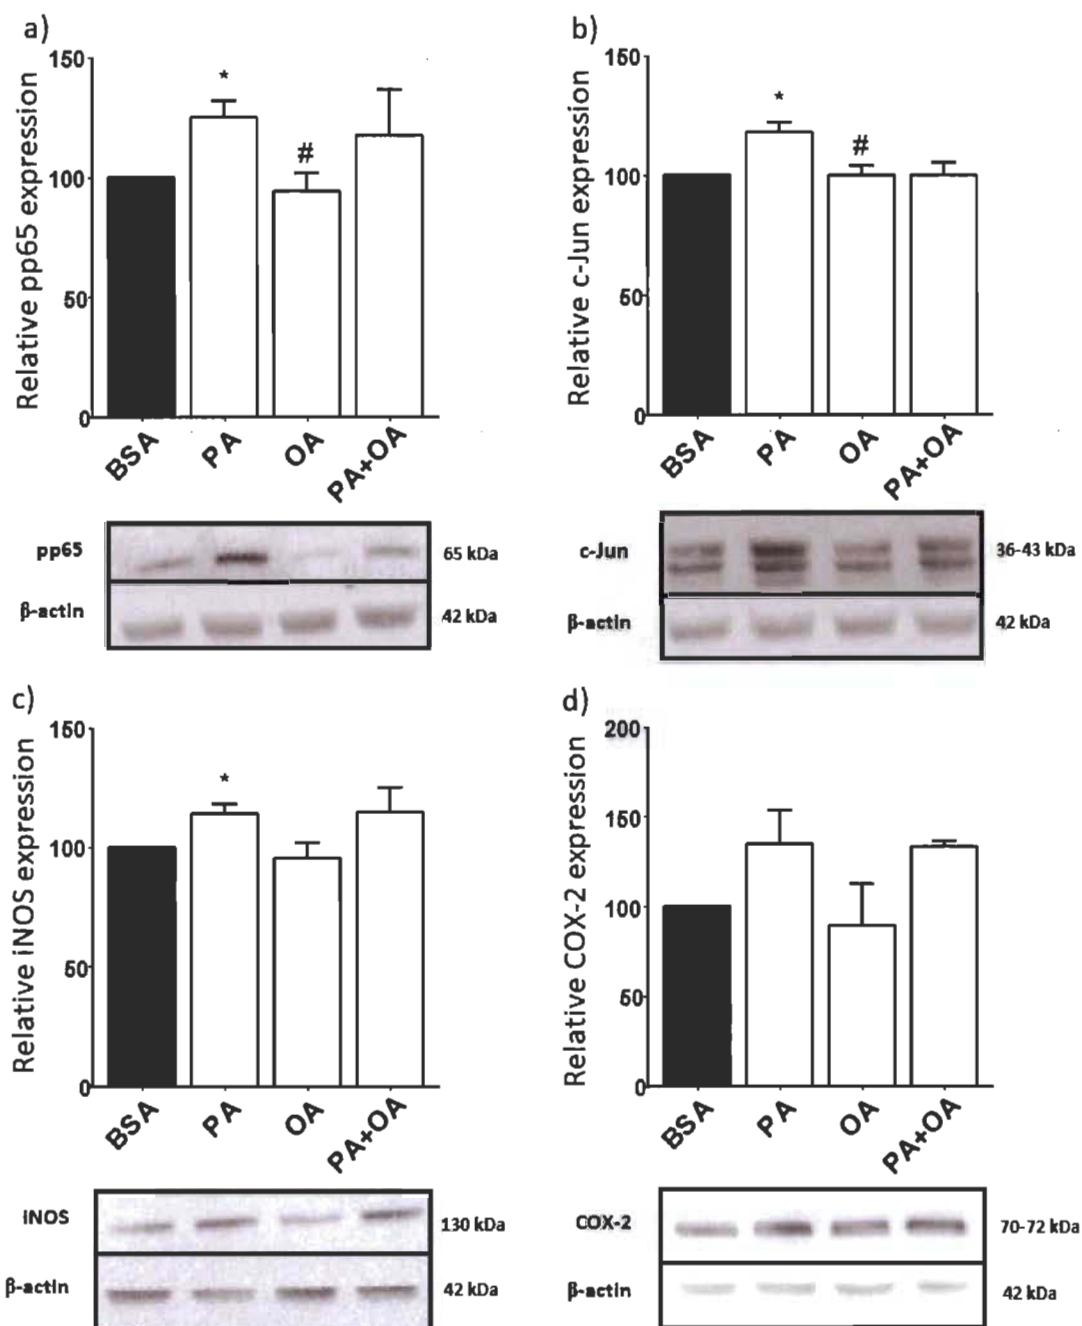 a)
Relative pp65 expression
150
100
50
0
*
#
BSA
PA
OA
PA+OA
pp65
65 kDa
β-actin
42 kDa
b)
Relative c-Jun expression
150
100
50
0
*
#
BSA
PA
OA
PA+OA
c-Jun
36-43 kDa
β-actin
42 kDa
c)
Relative iNOS expression
150
100
50
0
*
BSA
PA
OA
PA+OA
iNOS
130 kDa
β-actin
42 kDa
d)
Relative COX-2 expression
200
150
100
50
0
BSA
PA
OA
PA+OA
COX-2
70-72 kDa
β-actin
42 kDa